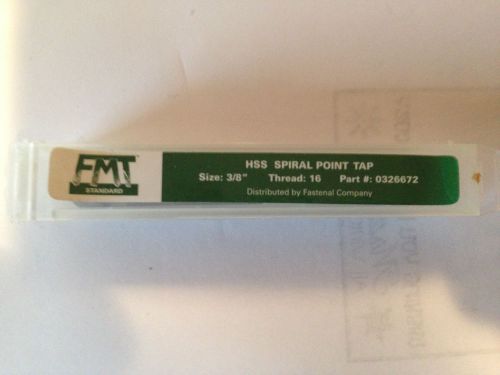 FMT
STANDARD
HSS SPIRAL POINT TAP
Size: 3/8" Thread: 16 Part #: 0326672
Distributed by Fastenal Company